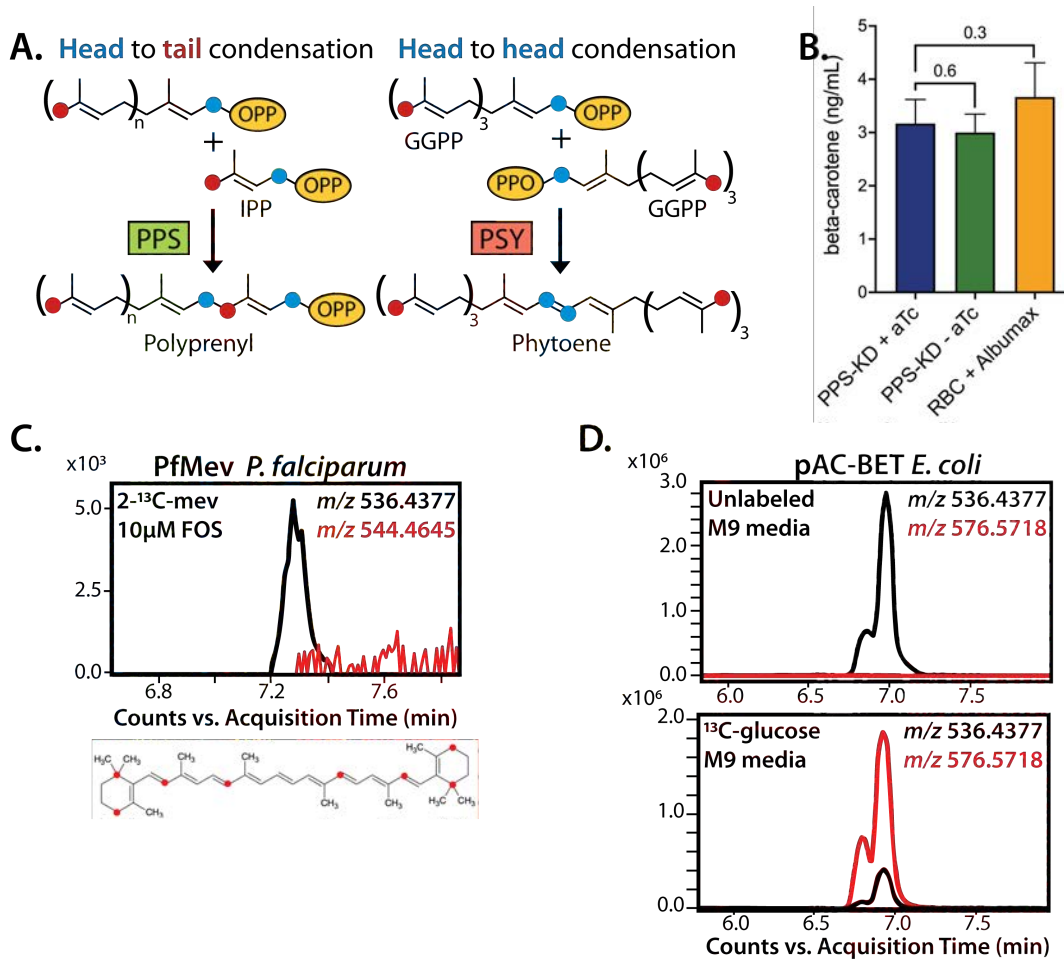 A.
Head to tail condensation
Head to head condensation
( ) n OPP
+
IPP
OPP
PPS
( ) n OPP
Polyprenyl
( ) 3 OPP
GGPP
+
PPO ( ) 3
GGPP
PSY
( ) 3 ( ) 3
Phytoene
B.
beta-carotene (ng/mL)
5
4
3
2
1
0
0.3
0.6
PPS-KD + aTc
PPS-KD - aTc
RBC + Albumax
C.
x10³
PfMev P. falciparum
2-¹³C-mev
10µM FOS
m/z 536.4377
m/z 544.4645
5.0
2.5
0.0
6.8 7.2 7.6
Counts vs. Acquisition Time (min)
H₃C CH₃
CH₃
CH₃
CH₃
CH₃
CH₃
H₃C
H₃C CH₃
D.
x10⁶
pAC-BET E. coli
Unlabeled
M9 media
m/z 536.4377
m/z 576.5718
3.0
2.0
1.0
0.0
6.0 6.5 7.0 7.5
x10⁶
¹³C-glucose
M9 media
m/z 536.4377
m/z 576.5718
2.0
1.0
0.0
6.0 6.5 7.0 7.5
Counts vs. Acquisition Time (min)